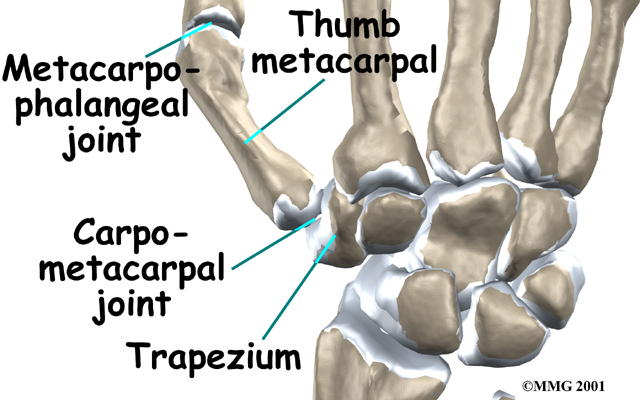 Thumb
metacarpal
Metacarpo-
phalangeal
joint
Carpo-
metacarpal
joint
Trapezium
©MMG 2001